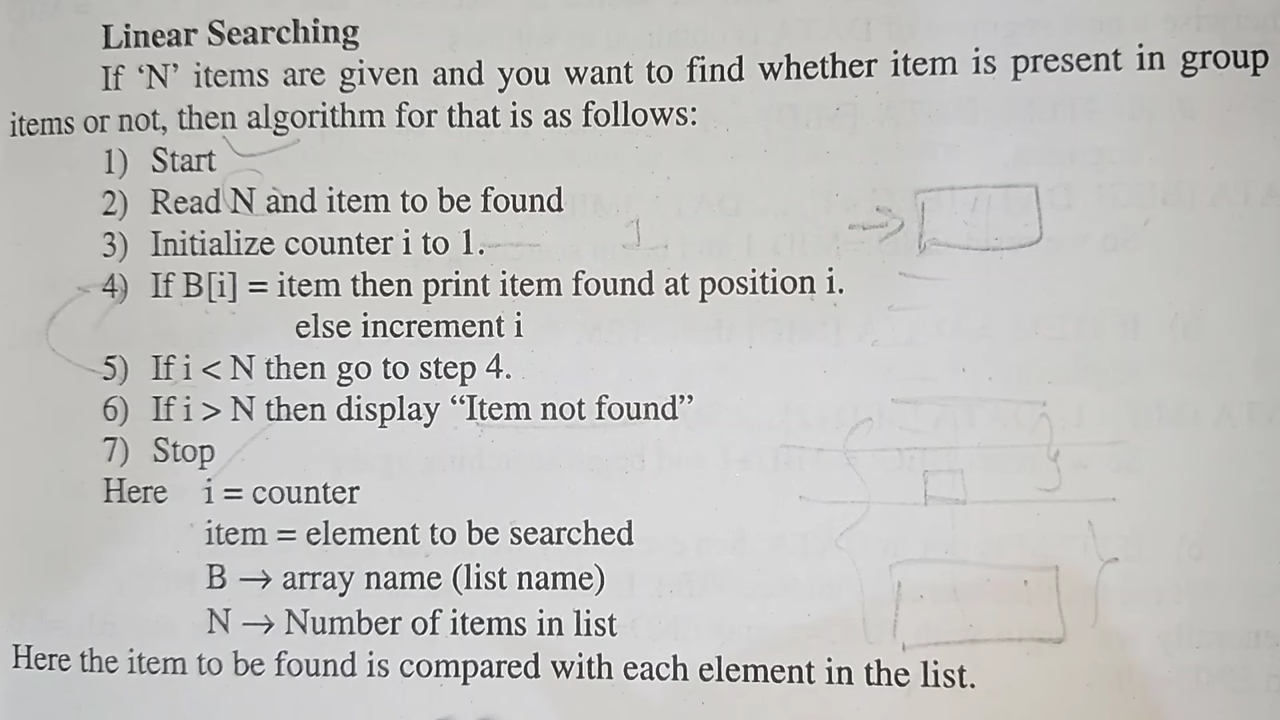 Linear Searching
If ‘N’ items are given and you want to find whether item is present in group
items or not, then algorithm for that is as follows:
1) Start
2) Read N and item to be found
3) Initialize counter i to 1.
4) If B[i] = item then print item found at position i.
else increment i
5) If i < N then go to step 4.
6) If i > N then display “Item not found”
7) Stop
Here i = counter
item = element to be searched
B → array name (list name)
N → Number of items in list
Here the item to be found is compared with each element in the list.